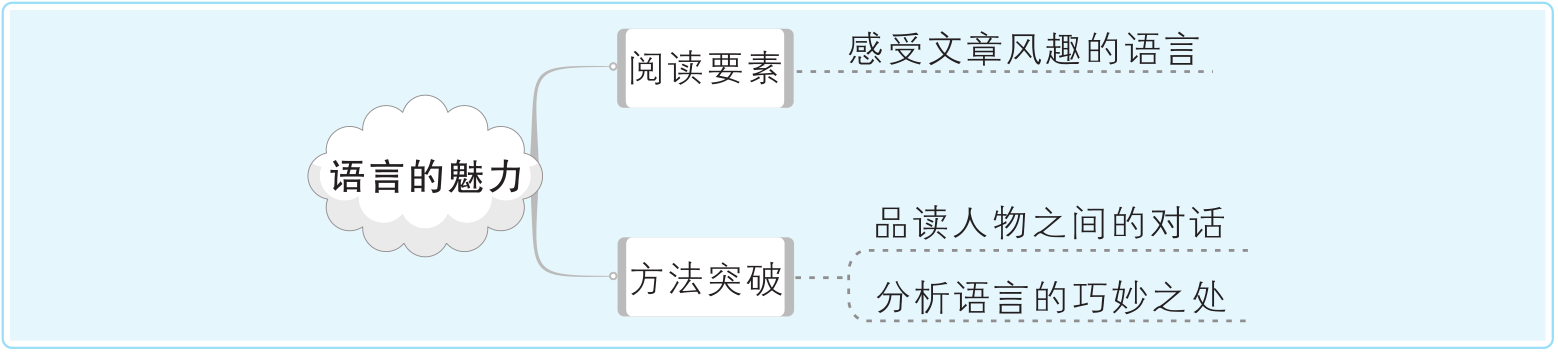 语言的魅力
阅读要素
感受文章风趣的语言
方法突破
品读人物之间的对话
分析语言的巧妙之处